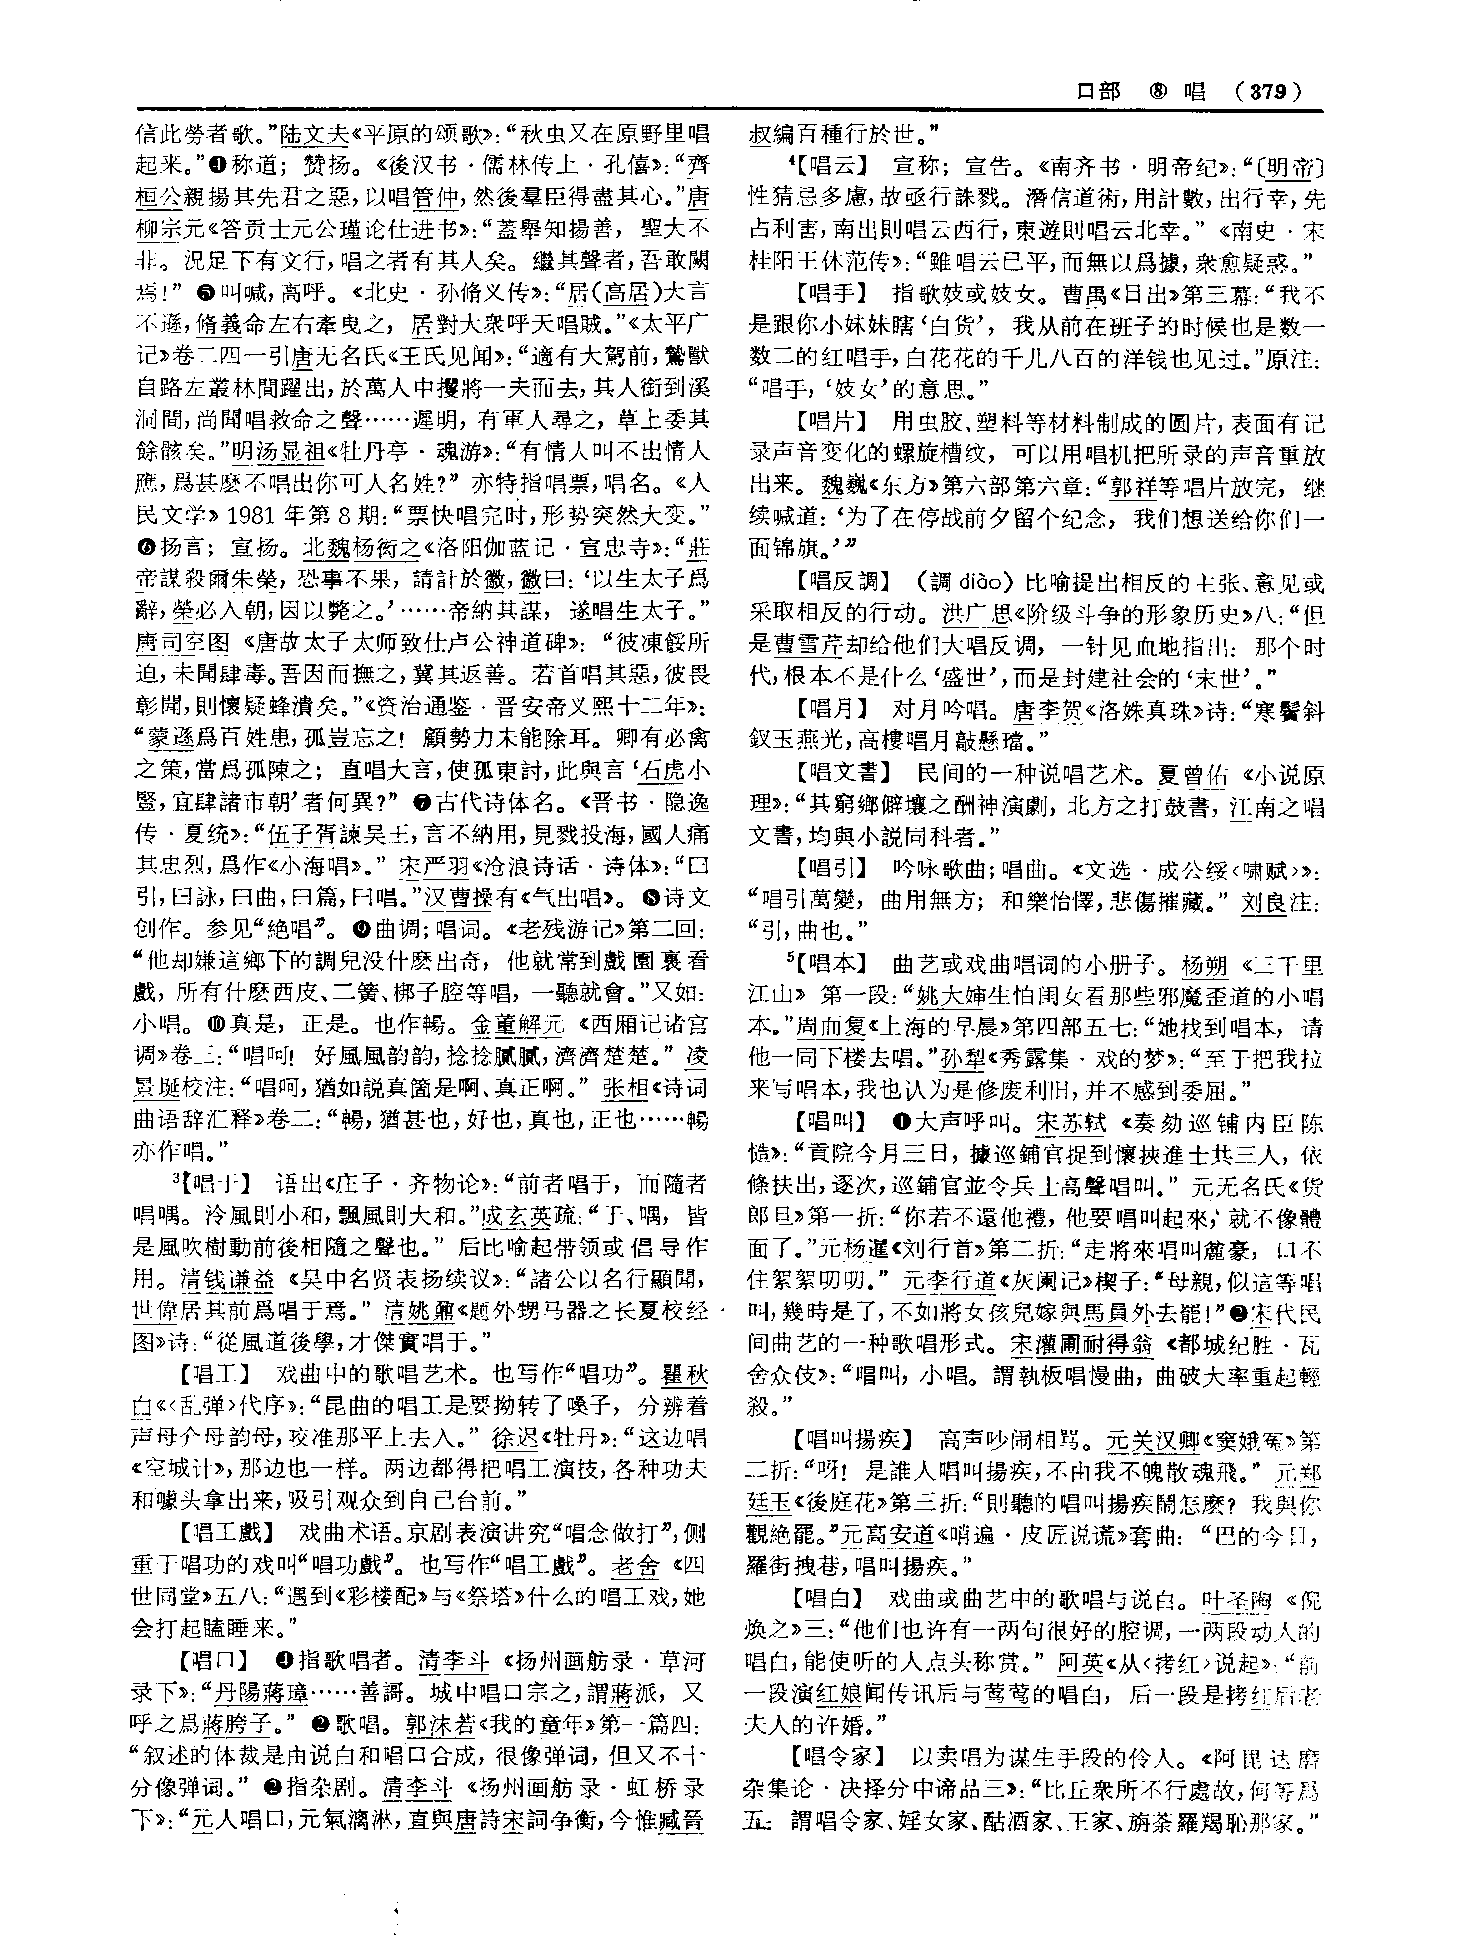 口部 ⑧ 唱 （379）
信此勞者歌。”陆文夫《平原的颂歌》：“秋虫又在原野里唱
起来。”❹称道；赞扬。《後汉书·儒林传上·孔僖》：“齊
桓公親揚其先君之惡，以唱管仲，然後羣臣得盡其心。”唐
柳宗元《答贡士元公瑾论仕进书》：“蓋舉知揚善，聖大不
非。況足下有文行，唱之者有其人矣。繼其聲者，吾敢闕
焉！” ❺叫喊，高呼。《北史·孙脩义传》：“居（高居）大言
不遜，脩義命左右牽曳之，居對大衆呼天唱賊。”《太平广
记》卷二四一引唐无名氏《王氏见闻》：“適有大駕前，鷙獸
自路左叢林間躍出，於萬人中攫將一夫而去，其人銜到溪
洞間，尚聞唱救命之聲……遲明，有軍人尋之，草上委其
餘骸矣。”明汤显祖《牡丹亭·魂游》：“有情人叫不出情人
應，爲甚麽不唱出你可人名姓？” 亦特指唱票，唱名。《人
民文学》1981 年第 8 期：“票快唱完时，形势突然大变。”
❻扬言；宣扬。北魏杨衒之《洛阳伽蓝记·宣忠寺》：“莊
帝謀殺爾朱榮，恐事不果，請計於徽，徽曰：‘以生太子爲
辭，榮必入朝，因以斃之。’……帝納其謀，遂唱生太子。”
唐司空图《唐故太子太师致仕卢公神道碑》：“彼凍餒所
迫，未聞肆毒。吾因而撫之，冀其返善。若首唱其惡，彼畏
彰聞，則懷疑蜂潰矣。”《资治通鉴·晋安帝义熙十二年》：
“蒙遜爲百姓患，孤豈忘之！顧勢力未能除耳。卿有必禽
之策，當爲孤陳之；直唱大言，使孤東討，此與言‘石虎小
豎，宜肆諸市朝’者何異？” ❼古代诗体名。《晋书·隐逸
传·夏统》：“伍子胥諫吴王，言不納用，見戮投海，國人痛
其忠烈，爲作《小海唱》。” 宋严羽《沧浪诗话·诗体》：“曰
引，曰詠，曰曲，曰篇，曰唱。”汉曹操有《气出唱》。❽诗文
创作。参见“绝唱”。❾曲调；唱词。《老残游记》第二回：
“他却嫌這鄉下的調兒没什麽出奇，他就常到戲園裏看
戲，所有什麽西皮、二簧、梆子腔等唱，一聽就會。”又如：
小唱。❿真是，正是。也作暢。金董解元《西厢记诸宫
调》卷三：“唱呵！好風風韵韵，捻捻膩膩，濟濟楚楚。” 凌
景埏校注：“唱呵，猶如説真箇是啊、真正啊。” 张相《诗词
曲语辞汇释》卷二：“暢，猶甚也，好也，真也，正也……暢
亦作唱。”
³【唱于】 语出《庄子·齐物论》：“前者唱于，而隨者
唱喁。泠風則小和，飄風則大和。”成玄英疏：“于、喁，皆
是風吹樹動前後相隨之聲也。” 后比喻起带领或倡导作
用。清钱谦益《吴中名贤表扬续议》：“諸公以名行顯聞，
世偉居其前爲唱于焉。” 清姚鼐《题外甥马器之长夏校经
图》诗：“從風道後學，才傑實唱于。”
【唱工】 戏曲中的歌唱艺术。也写作“唱功”。瞿秋
白《〈乱弹〉代序》：“昆曲的唱工是要拗转了嗓子，分辨着
声母介母韵母，咬准那平上去入。” 徐迟《牡丹》：“这边唱
《空城计》，那边也一样。两边都得把唱工演技，各种功夫
和噱头拿出来，吸引观众到自己台前。”
【唱工戲】 戏曲术语。京剧表演讲究“唱念做打”，侧
重于唱功的戏叫“唱功戲”。也写作“唱工戲”。老舍《四
世同堂》五八：“遇到《彩楼配》与《祭塔》什么的唱工戏，她
会打起瞌睡来。”
【唱口】 ❶指歌唱者。清李斗《扬州画舫录·草河
录下》：“丹陽蔣璋……善謌。城中唱口宗之，謂蔣派，又
呼之爲蔣胯子。” ❷歌唱。郭沫若《我的童年》第一篇四：
“叙述的体裁是由说白和唱口合成，很像弹词，但又不十
分像弹词。” ❷指杂剧。清李斗《扬州画舫录·虹桥录
下》：“元人唱口，元氣漓淋，直與唐詩宋詞争衡，今惟臧晉
叔编百種行於世。”
⁴【唱云】 宣称；宣告。《南齐书·明帝纪》：“〔明帝〕
性猜忌多慮，故亟行誅戮。潛信道術，用計數，出行幸，先
占利害，南出則唱云西行，東遊則唱云北幸。” 《南史·宋
桂阳王休范传》：“雖唱云已平，而無以爲據，衆愈疑惑。”
【唱手】 指歌妓或妓女。曹禺《日出》第三幕：“我不
是跟你小妹妹瞎‘白货’，我从前在班子的时候也是数一
数二的红唱手，白花花的千儿八百的洋钱也见过。”原注：
“唱手，‘妓女’的意思。”
【唱片】 用虫胶、塑料等材料制成的圆片，表面有记
录声音变化的螺旋槽纹，可以用唱机把所录的声音重放
出来。魏巍《东方》第六部第六章：“郭祥等唱片放完，继
续喊道：‘为了在停战前夕留个纪念，我们想送给你们一
面锦旗。’”
【唱反調】 （調 diào）比喻提出相反的主张、意见或
采取相反的行动。洪广思《阶级斗争的形象历史》八：“但
是曹雪芹却给他们大唱反调，一针见血地指出：那个时
代，根本不是什么‘盛世’，而是封建社会的‘末世’。”
【唱月】 对月吟唱。唐李贺《洛姝真珠》诗：“寒鬢斜
釵玉燕光，高樓唱月敲懸璫。”
【唱文書】 民间的一种说唱艺术。夏曾佑《小说原
理》：“其窮鄉僻壤之酬神演劇，北方之打鼓書，江南之唱
文書，均與小説同科者。”
【唱引】 吟咏歌曲；唱曲。《文选·成公绥〈啸赋〉》：
“唱引萬變，曲用無方；和樂怡懌，悲傷摧藏。” 刘良注：
“引，曲也。”
⁵【唱本】 曲艺或戏曲唱词的小册子。杨朔《三千里
江山》第一段：“姚大婶生怕闺女看那些邪魔歪道的小唱
本。”周而复《上海的早晨》第四部五七：“她找到唱本，请
他一同下楼去唱。”孙犁《秀露集·戏的梦》：“至于把我拉
来写唱本，我也认为是修废利旧，并不感到委屈。”
【唱叫】 ❶大声呼叫。宋苏轼《奏劾巡铺内臣陈
慥》：“貢院今月三日，據巡鋪官捉到懷挾進士共三人，依
條扶出，逐次，巡鋪官並令兵士高聲唱叫。” 元无名氏《货
郎旦》第一折：“你若不還他禮，他要唱叫起來，就不像體
面了。”元杨暹《刘行首》第二折：“走將來唱叫麄豪，口不
住絮絮叨叨。” 元李行道《灰阑记》楔子：“母親，似這等唱
叫，幾時是了，不如將女孩兒嫁與馬員外去罷！”❷宋代民
间曲艺的一种歌唱形式。宋灌圃耐得翁《都城纪胜·瓦
舍众伎》：“唱叫，小唱。謂執板唱慢曲，曲破大率重起輕
殺。”
【唱叫揚疾】 高声吵闹相骂。元关汉卿《窦娥冤》第
二折：“呀！是誰人唱叫揚疾，不由我不魄散魂飛。” 元郑
廷玉《後庭花》第三折：“則聽的唱叫揚疾鬧怎麽？我與你
觀絶罷。”元高安道《哨遍·皮匠说谎》套曲：“巴的今日，
羅街拽巷，唱叫揚疾。”
【唱白】 戏曲或曲艺中的歌唱与说白。叶圣陶《倪
焕之》三：“他们也许有一两句很好的腔调，一两段动人的
唱白，能使听的人点头称赏。” 阿英《从〈拷红〉说起》：“前
一段演红娘闻传讯后与莺莺的唱白，后一段是拷红后老
夫人的许婚。”
【唱令家】 以卖唱为谋生手段的伶人。《阿毘达磨
杂集论·决择分中谛品三》：“比丘衆所不行處故，何等爲
五：謂唱令家、婬女家、酤酒家、王家、旃荼羅羯恥那家。”